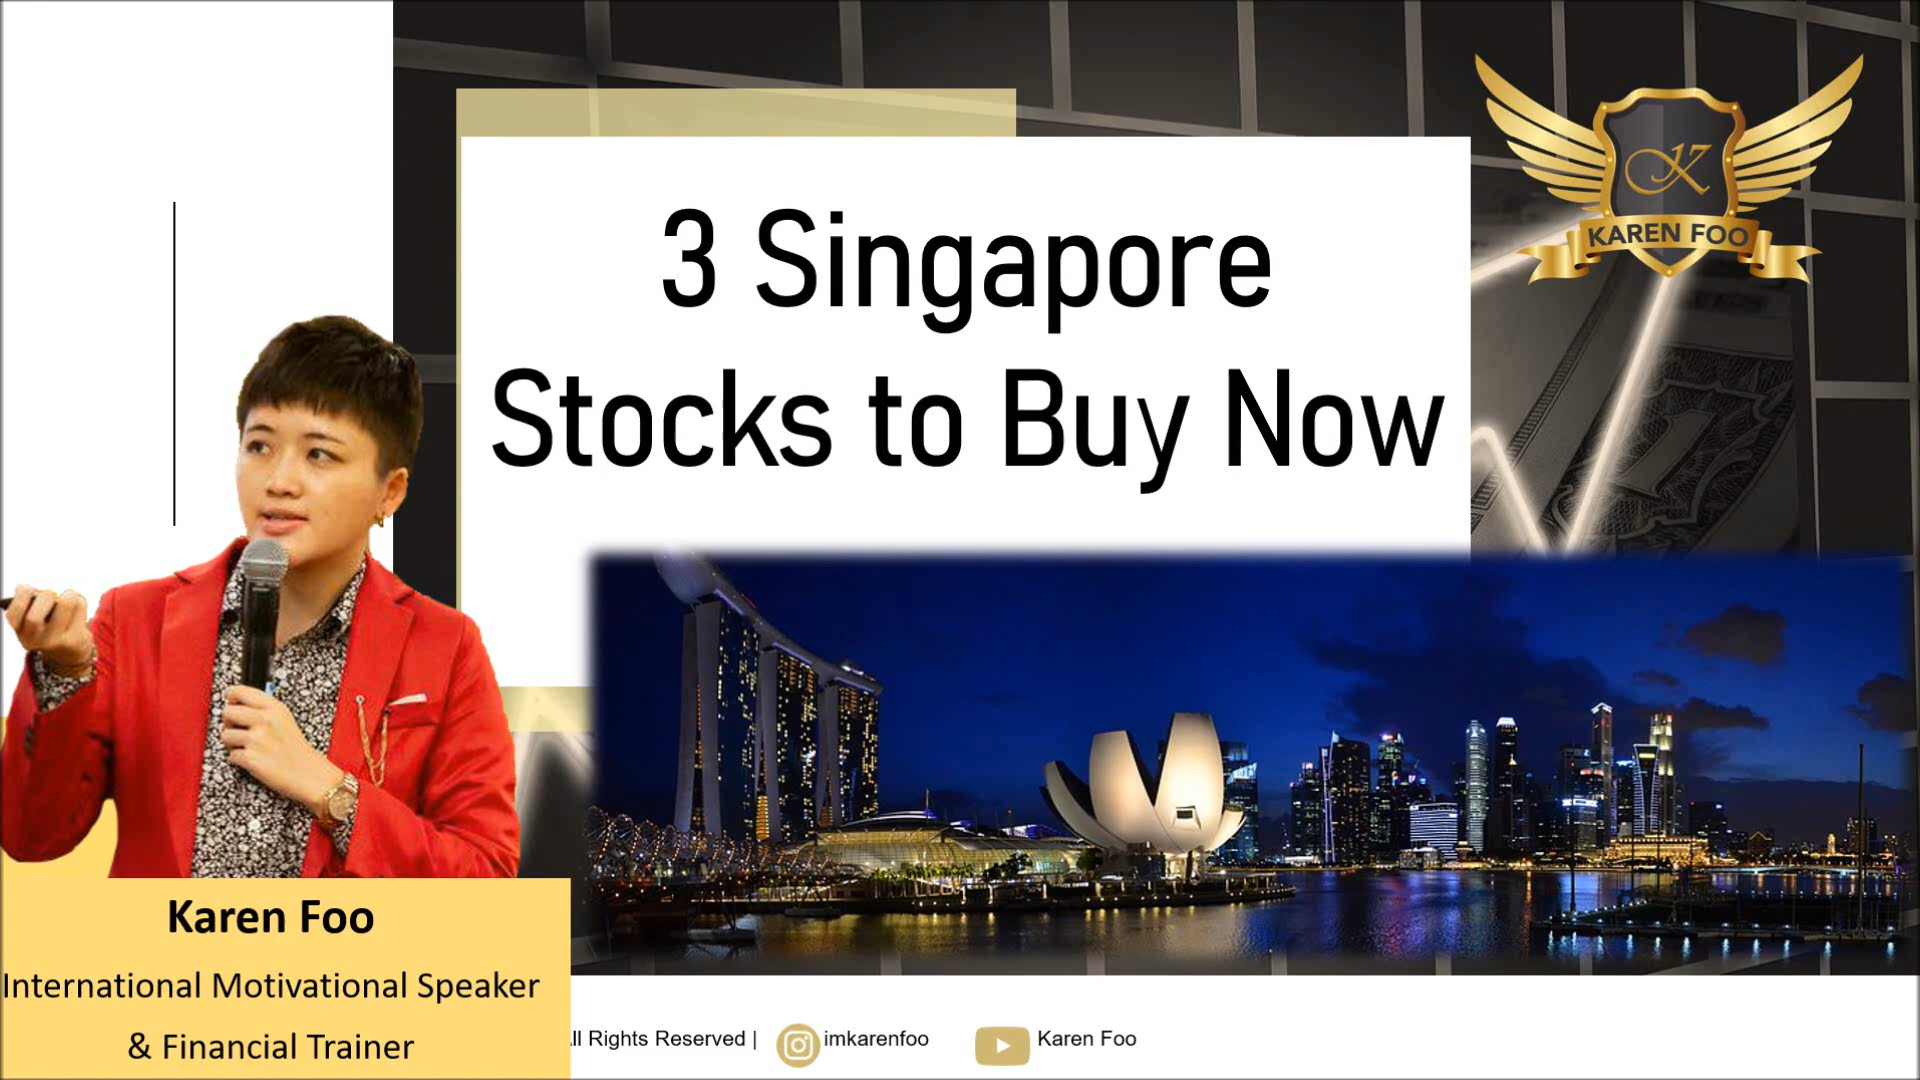 3 Singapore
Stocks to Buy Now
K
KAREN FOO
Karen Foo
International Motivational Speaker
& Financial Trainer
All Rights Reserved |
imkarenfoo
Karen Foo